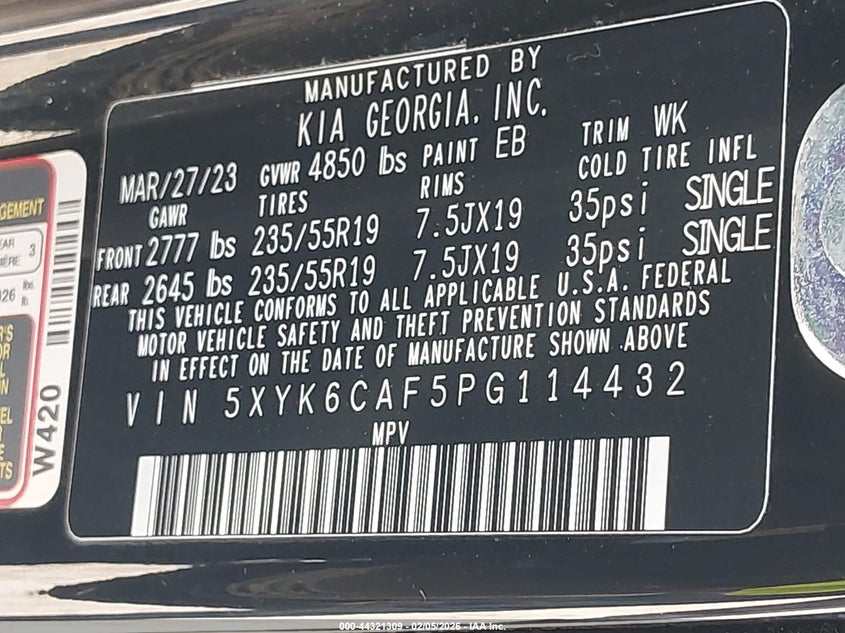 MANUFACTURED BY
KIA GEORGIA, INC.
MAR/27/23 GVWR 4850 lbs PAINT EB TRIM WK
GAWR TIRES RIMS COLD TIRE INFL
FRONT 2777 lbs 235/55R19 7.5JX19 35psi SINGLE
REAR 2645 lbs 235/55R19 7.5JX19 35psi SINGLE
THIS VEHICLE CONFORMS TO ALL APPLICABLE U.S.A. FEDERAL
MOTOR VEHICLE SAFETY AND THEFT PREVENTION STANDARDS
IN EFFECT ON THE DATE OF MANUFACTURE SHOWN ABOVE
VIN 5XYK6CAF5PG114432
MPV
W420
3
lbs.
000-44321309 - 02/05/2026 - IAA Inc.